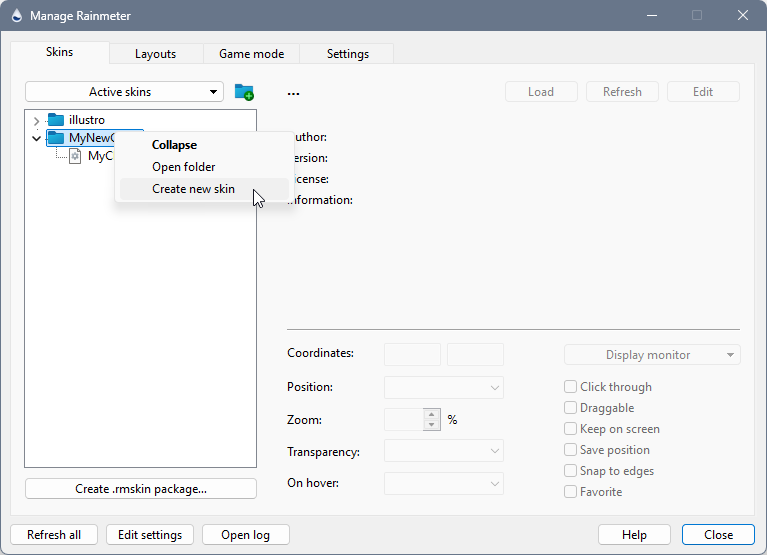 Manage Rainmeter
Skins Layouts Game mode Settings
Active skins
...
Load Refresh Edit
illustro
MyNewC
MyC
Collapse
Open folder
Create new skin
uthor:
ersion:
icense:
nformation:
Coordinates:
Display monitor
Position:
Click through
Draggable
Zoom: %
Keep on screen
Transparency:
Save position
Snap to edges
On hover:
Favorite
Create .rmskin package...
Refresh all Edit settings Open log Help Close